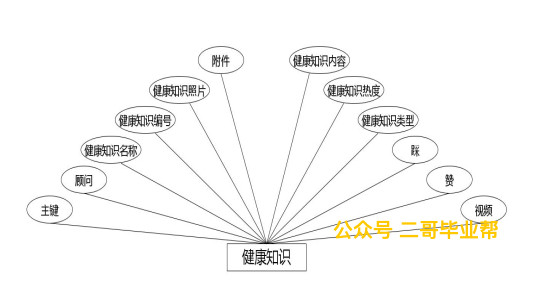 附件
健康知识内容
健康知识照片
健康知识热度
健康知识编号
健康知识类型
健康知识名称
踩
顾问
赞
主键
视频
公众号 二哥毕业帮
健康知识